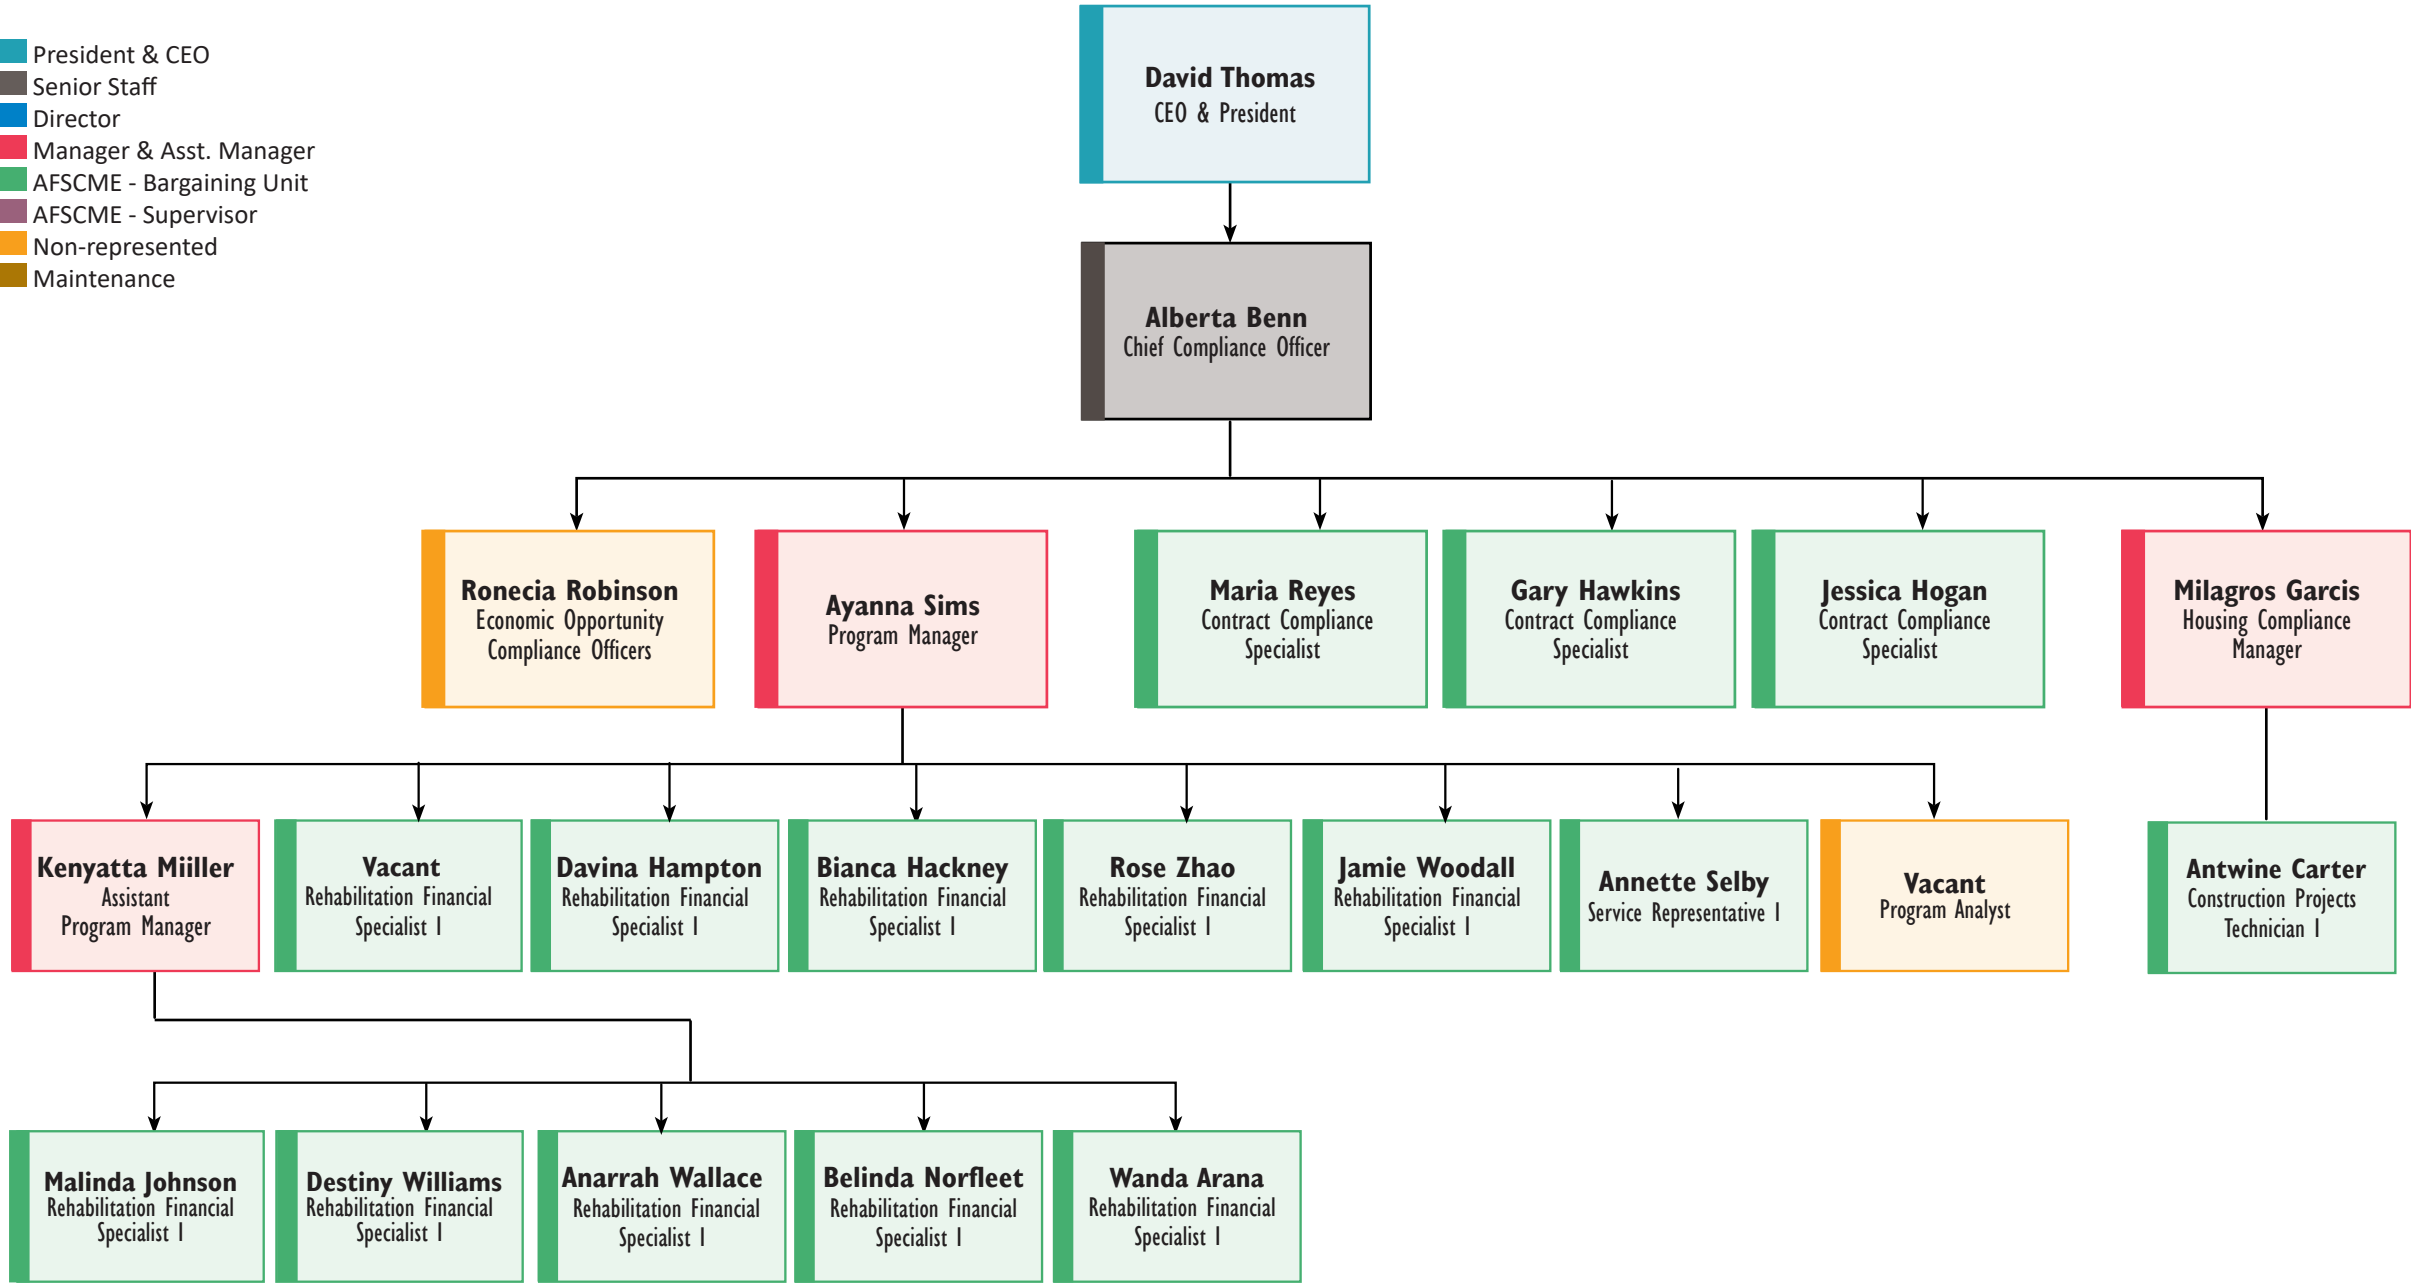 President & CEO
Senior Staff
Director
Manager & Asst. Manager
AFSCME - Bargaining Unit
AFSCME - Supervisor
Non-represented
Maintenance
David Thomas
CEO & President
Alberta Benn
Chief Compliance Officer
Ronecia Robinson
Economic Opportunity
Compliance Officers
Ayanna Sims
Program Manager
Maria Reyes
Contract Compliance
Specialist
Gary Hawkins
Contract Compliance
Specialist
Jessica Hogan
Contract Compliance
Specialist
Milagros Garcis
Housing Compliance
Manager
Kenyatta Miiller
Assistant
Program Manager
Vacant
Rehabilitation Financial
Specialist I
Davina Hampton
Rehabilitation Financial
Specialist I
Bianca Hackney
Rehabilitation Financial
Specialist I
Rose Zhao
Rehabilitation Financial
Specialist I
Jamie Woodall
Rehabilitation Financial
Specialist I
Annette Selby
Service Representative I
Vacant
Program Analyst
Antwine Carter
Construction Projects
Technician I
Malinda Johnson
Rehabilitation Financial
Specialist I
Destiny Williams
Rehabilitation Financial
Specialist I
Anarrah Wallace
Rehabilitation Financial
Specialist I
Belinda Norfleet
Rehabilitation Financial
Specialist I
Wanda Arana
Rehabilitation Financial
Specialist I